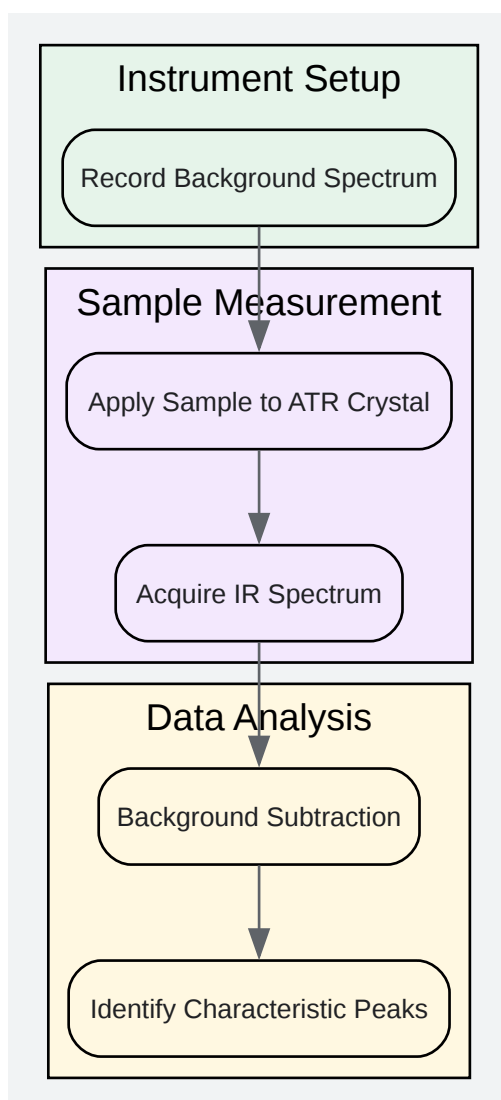 Instrument Setup
Record Background Spectrum
Sample Measurement
Apply Sample to ATR Crystal
Acquire IR Spectrum
Data Analysis
Background Subtraction
Identify Characteristic Peaks